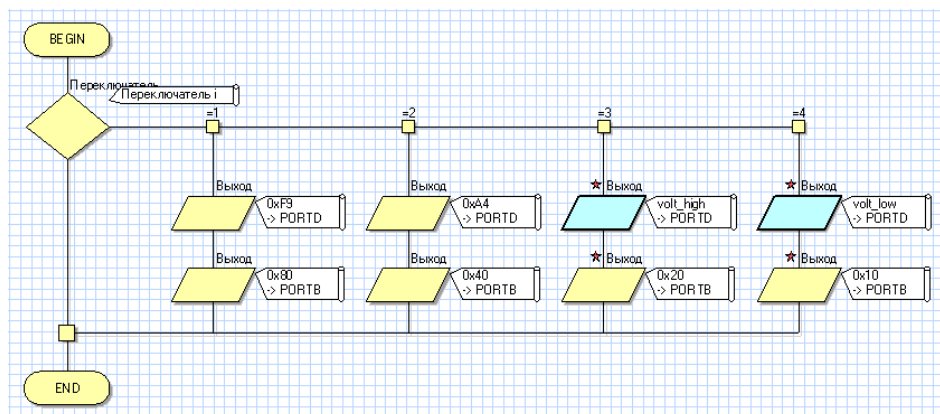 BEGIN
Переключатель
Переключатель i
=1
=2
=3
=4
Выход
Выход
Выход
Выход
0xF9
-> PORTD
0xA4
-> PORTD
volt_high
-> PORTD
volt_low
-> PORTD
Выход
Выход
Выход
Выход
0x80
-> PORTB
0x40
-> PORTB
0x20
-> PORTB
0x10
-> PORTB
END